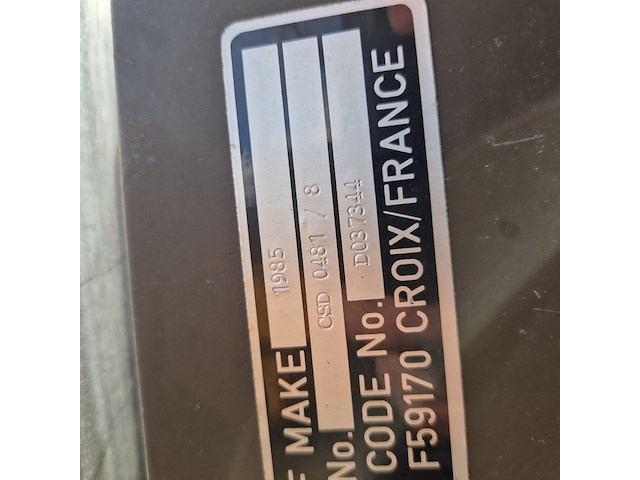 F MAKE 1985
No. CSD 0481 / 8
CODE No. D037344
F59170 CROIX/FRANCE